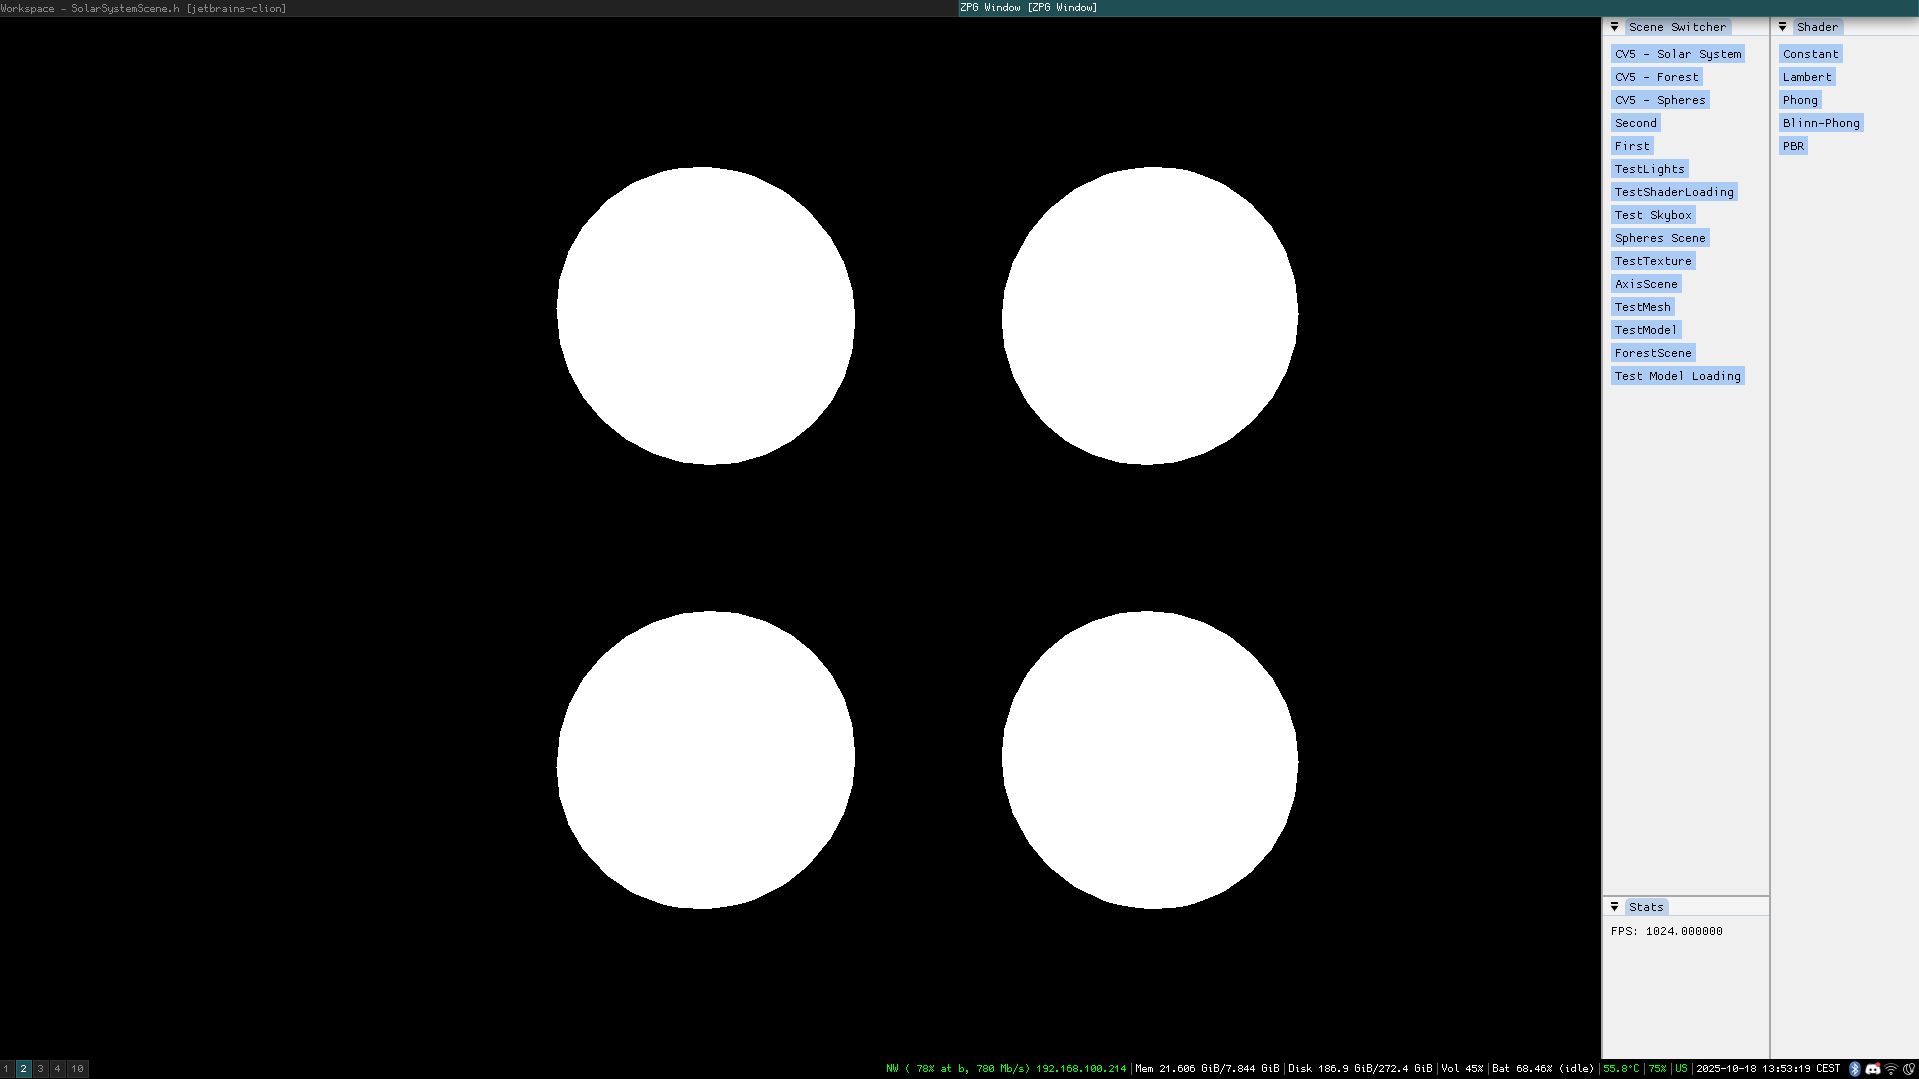 Workspace – SolarSystemScene.h [jetbrains-clion]
ZPG Window [ZPG Window]
Scene Switcher
CV5 - Solar System
CV5 - Forest
CV5 - Spheres
Second
First
TestLights
TestShaderLoading
Test Skybox
Spheres Scene
TestTexture
AxisScene
TestMesh
TestModel
ForestScene
Test Model Loading
Shader
Constant
Lambert
Phong
Blinn-Phong
PBR
Stats
FPS: 1024.000000
1 2 3 4 10
NW ( 78% at b, 780 Mb/s) 192.168.100.214|Mem 21.606 GiB/7.844 GiB|Disk 186.9 GiB/272.4 GiB|Vol 45%|Bat 68.46% (idle)|55.8°C|75%|US|2025-10-18 13:53:19 CEST